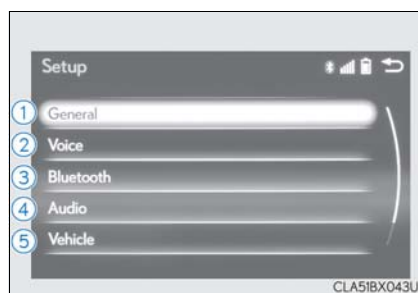 Setup
1 General
2 Voice
3 Bluetooth
4 Audio
5 Vehicle
CLA51BX043U